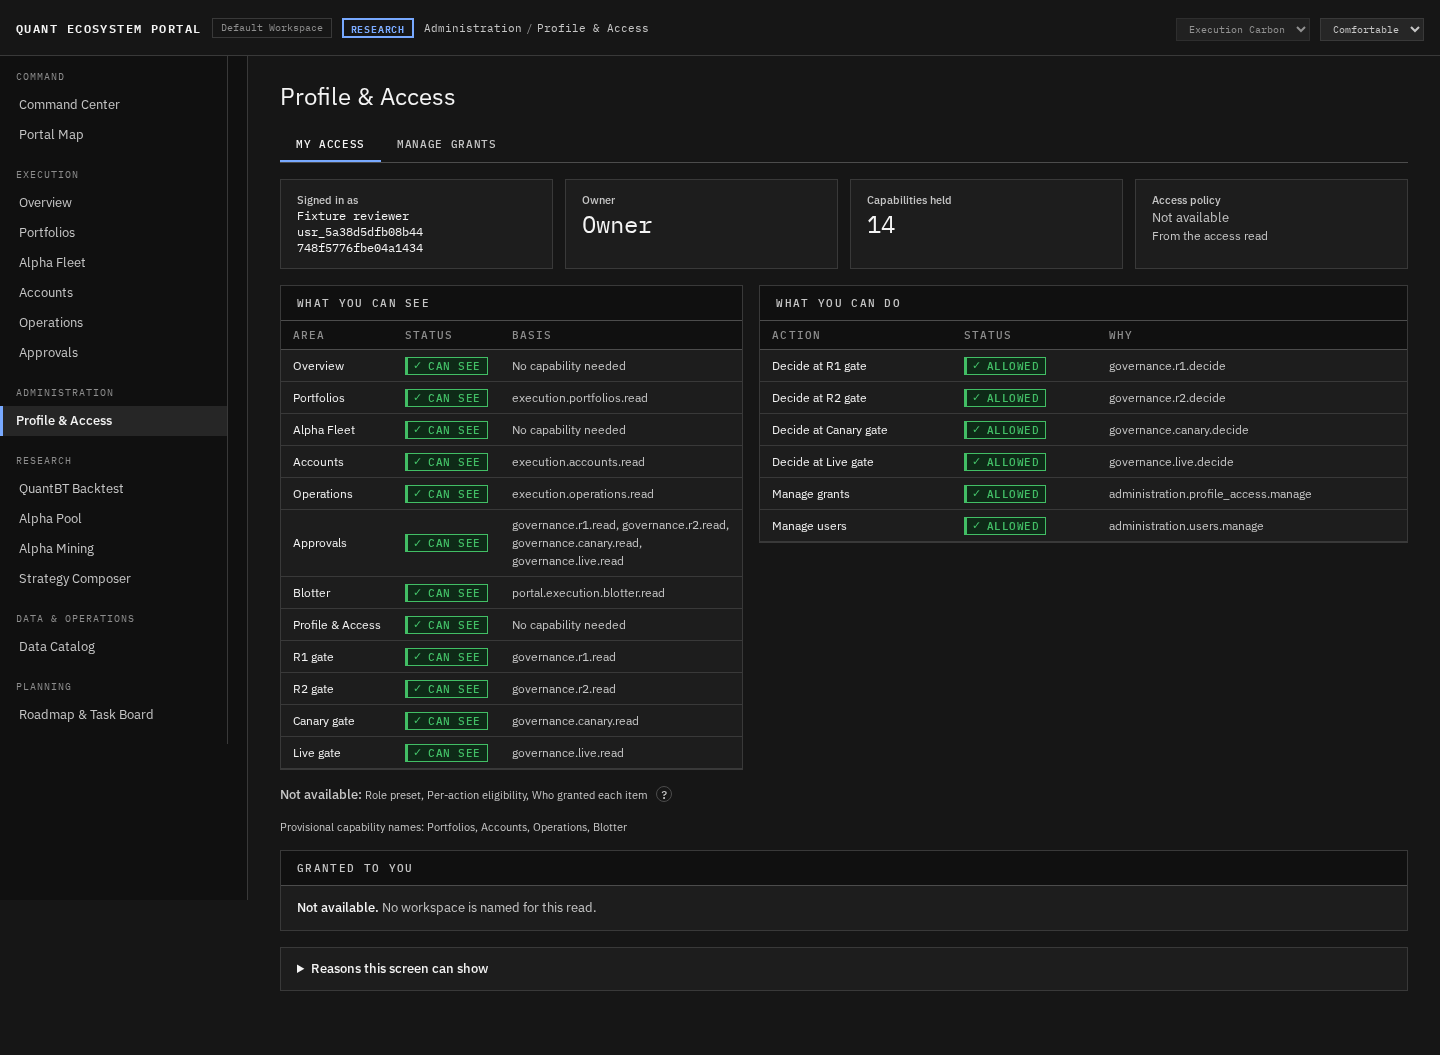 QUANT ECOSYSTEM PORTAL
Default Workspace
RESEARCH
Administration / Profile & Access
Execution Carbon
Comfortable
COMMAND
Command Center
Portal Map
EXECUTION
Overview
Portfolios
Alpha Fleet
Accounts
Operations
Approvals
ADMINISTRATION
Profile & Access
RESEARCH
QuantBT Backtest
Alpha Pool
Alpha Mining
Strategy Composer
DATA & OPERATIONS
Data Catalog
PLANNING
Roadmap & Task Board
Profile & Access
MY ACCESS
MANAGE GRANTS
Signed in as
Fixture reviewer
usr_5a38d5dfb08b44
748f5776fbe04a1434
Owner
Owner
Capabilities held
14
Access policy
Not available
From the access read
WHAT YOU CAN SEE
AREA STATUS BASIS
Overview ✓ CAN SEE No capability needed
Portfolios ✓ CAN SEE execution.portfolios.read
Alpha Fleet ✓ CAN SEE No capability needed
Accounts ✓ CAN SEE execution.accounts.read
Operations ✓ CAN SEE execution.operations.read
Approvals ✓ CAN SEE governance.r1.read, governance.r2.read,
governance.canary.read,
governance.live.read
Blotter ✓ CAN SEE portal.execution.blotter.read
Profile & Access ✓ CAN SEE No capability needed
R1 gate ✓ CAN SEE governance.r1.read
R2 gate ✓ CAN SEE governance.r2.read
Canary gate ✓ CAN SEE governance.canary.read
Live gate ✓ CAN SEE governance.live.read
WHAT YOU CAN DO
ACTION STATUS WHY
Decide at R1 gate ✓ ALLOWED governance.r1.decide
Decide at R2 gate ✓ ALLOWED governance.r2.decide
Decide at Canary gate ✓ ALLOWED governance.canary.decide
Decide at Live gate ✓ ALLOWED governance.live.decide
Manage grants ✓ ALLOWED administration.profile_access.manage
Manage users ✓ ALLOWED administration.users.manage
Not available: Role preset, Per-action eligibility, Who granted each item ?
Provisional capability names: Portfolios, Accounts, Operations, Blotter
GRANTED TO YOU
Not available. No workspace is named for this read.
Reasons this screen can show